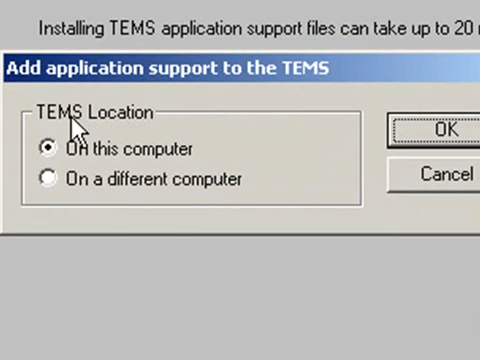 Installing TEMS application support files can take up to 20
Add application support to the TEMS
TEMS Location
OK
On this computer
Cancel
On a different computer